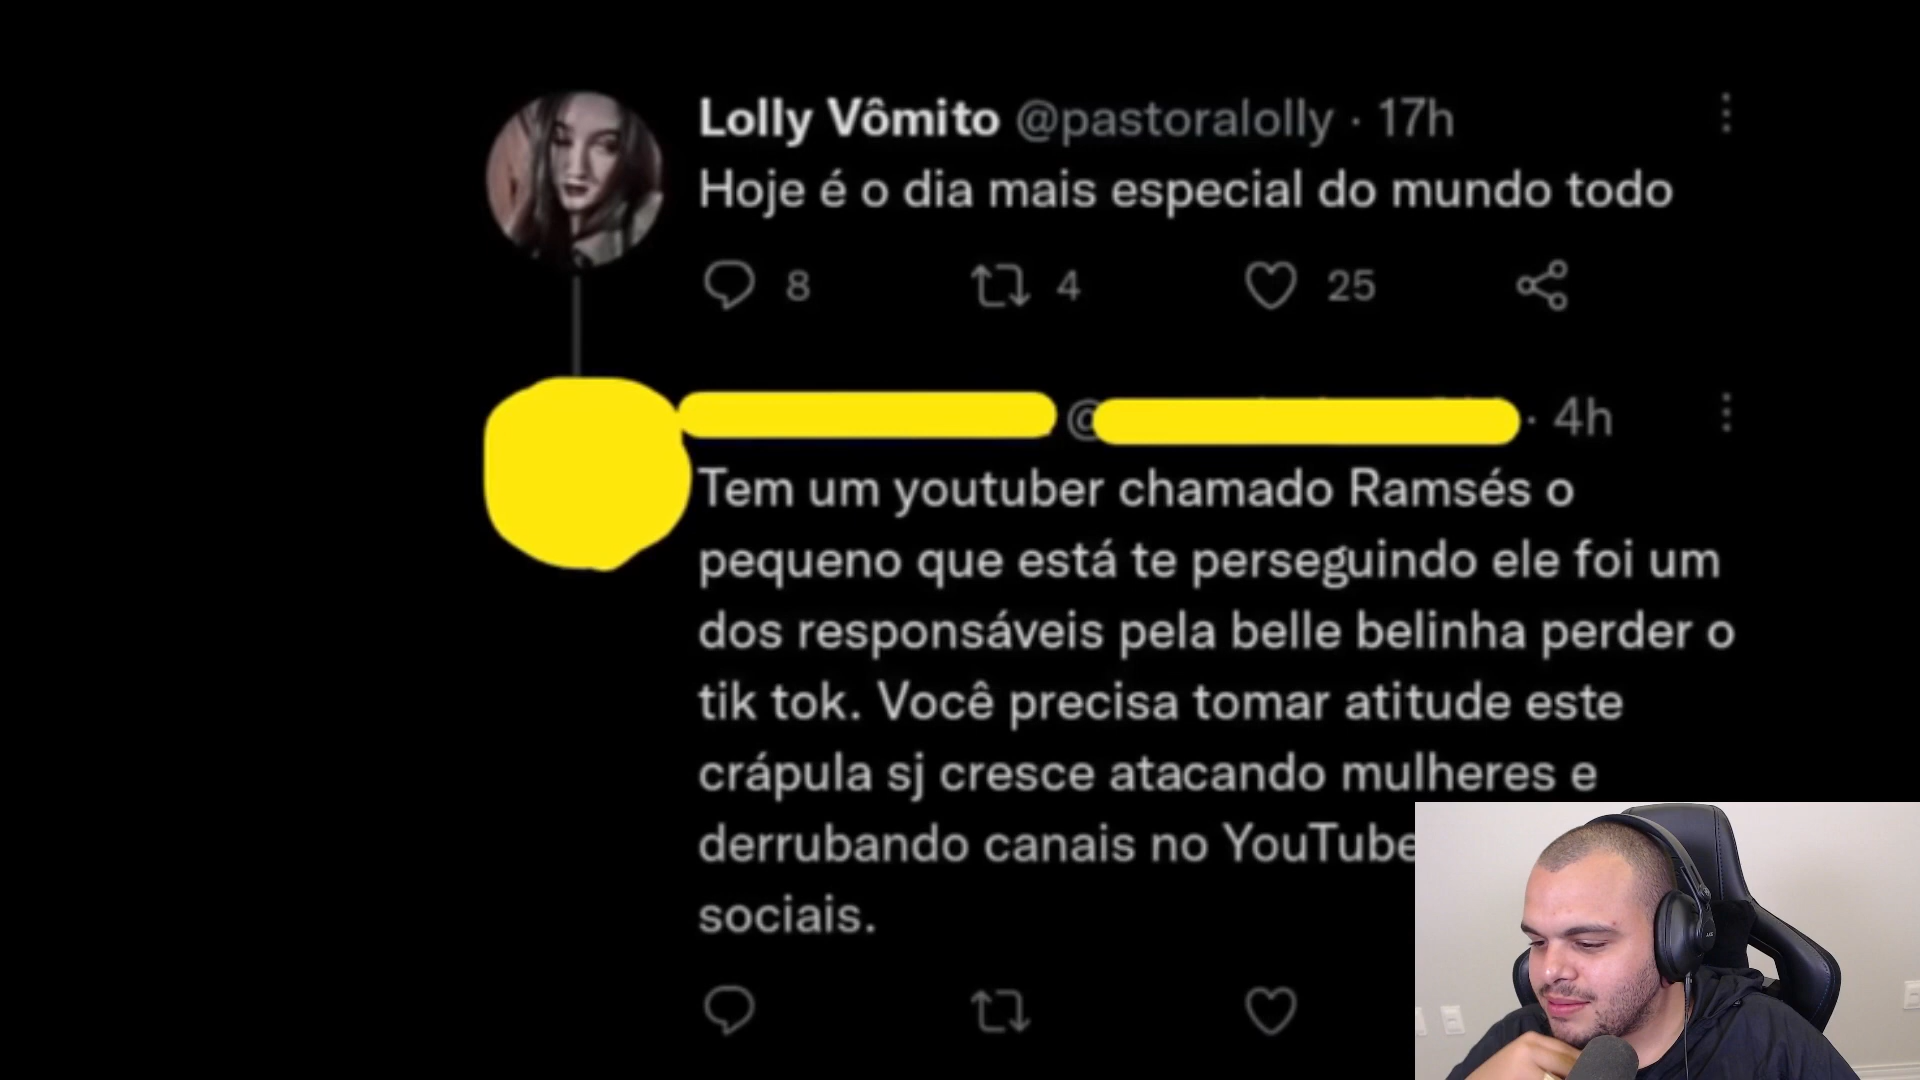 Lolly Vômito @pastoralolly · 17h
Hoje é o dia mais especial do mundo todo
8 4 25
@ · 4h
Tem um youtuber chamado Ramsés o
pequeno que está te perseguindo ele foi um
dos responsáveis pela belle belinha perder o
tik tok. Você precisa tomar atitude este
crápula sj cresce atacando mulheres e
derrubando canais no YouTube
sociais.